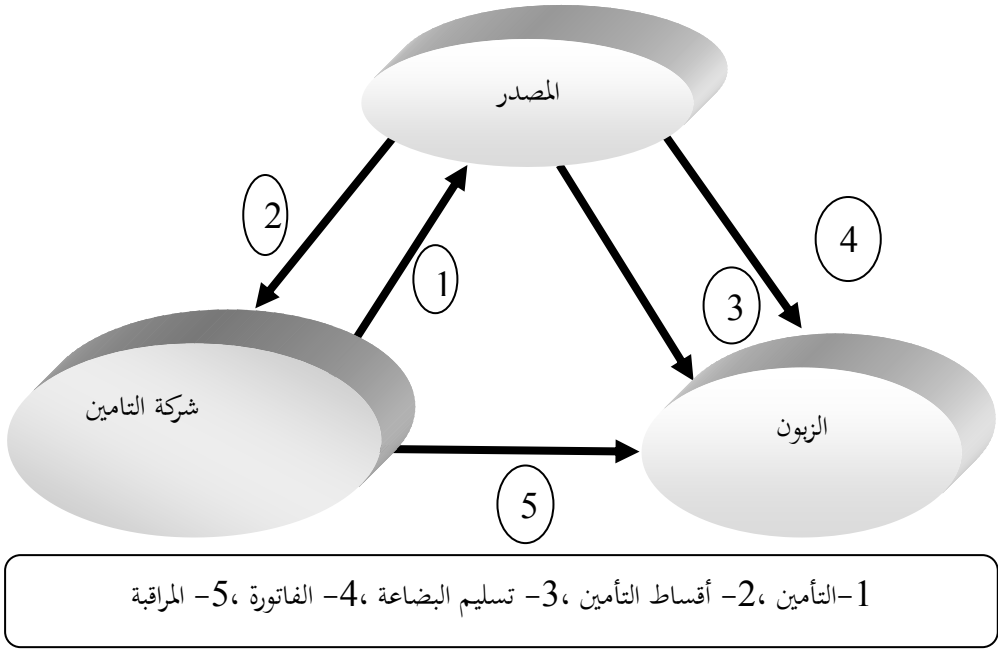 المصدر
2
1
4
3
شركة التامين
الزبون
5
1-التأمين ،2- أقساط التأمين ،3- تسليم البضاعة ،4- الفاتورة ،5- المراقبة